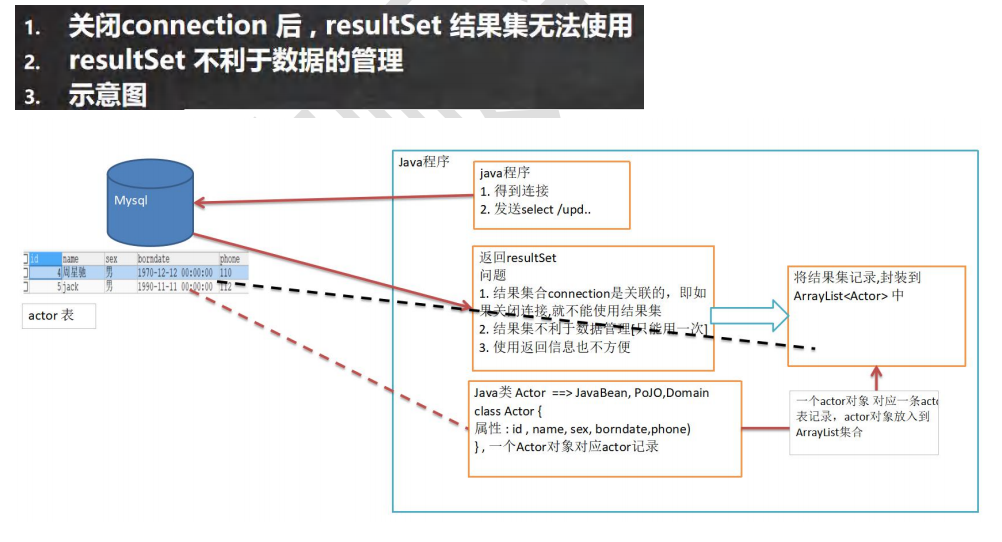 1. 关闭connection 后 , resultSet 结果集无法使用
2. resultSet 不利于数据的管理
3. 示意图
Mysql
id name sex borndate phone
4 周星驰 男 1970-12-12 00:00:00 110
5 jack 男 1990-11-11 00:00:00 112
actor 表
Java程序
java程序
1. 得到连接
2. 发送select /upd..
返回resultSet
问题
1. 结果集合connection是关联的，即如
果关闭连接,就不能使用结果集
2. 结果集不利于数据管理[只能用一次]
3. 使用返回信息也不方便
将结果集记录,封装到
ArrayList<Actor> 中
Java类 Actor ==> JavaBean, PoJO,Domain
class Actor {
属性 : id , name, sex, borndate,phone)
} , 一个Actor对象对应actor记录
一个actor对象 对应一条acto
表记录，actor对象放入到
ArrayList集合